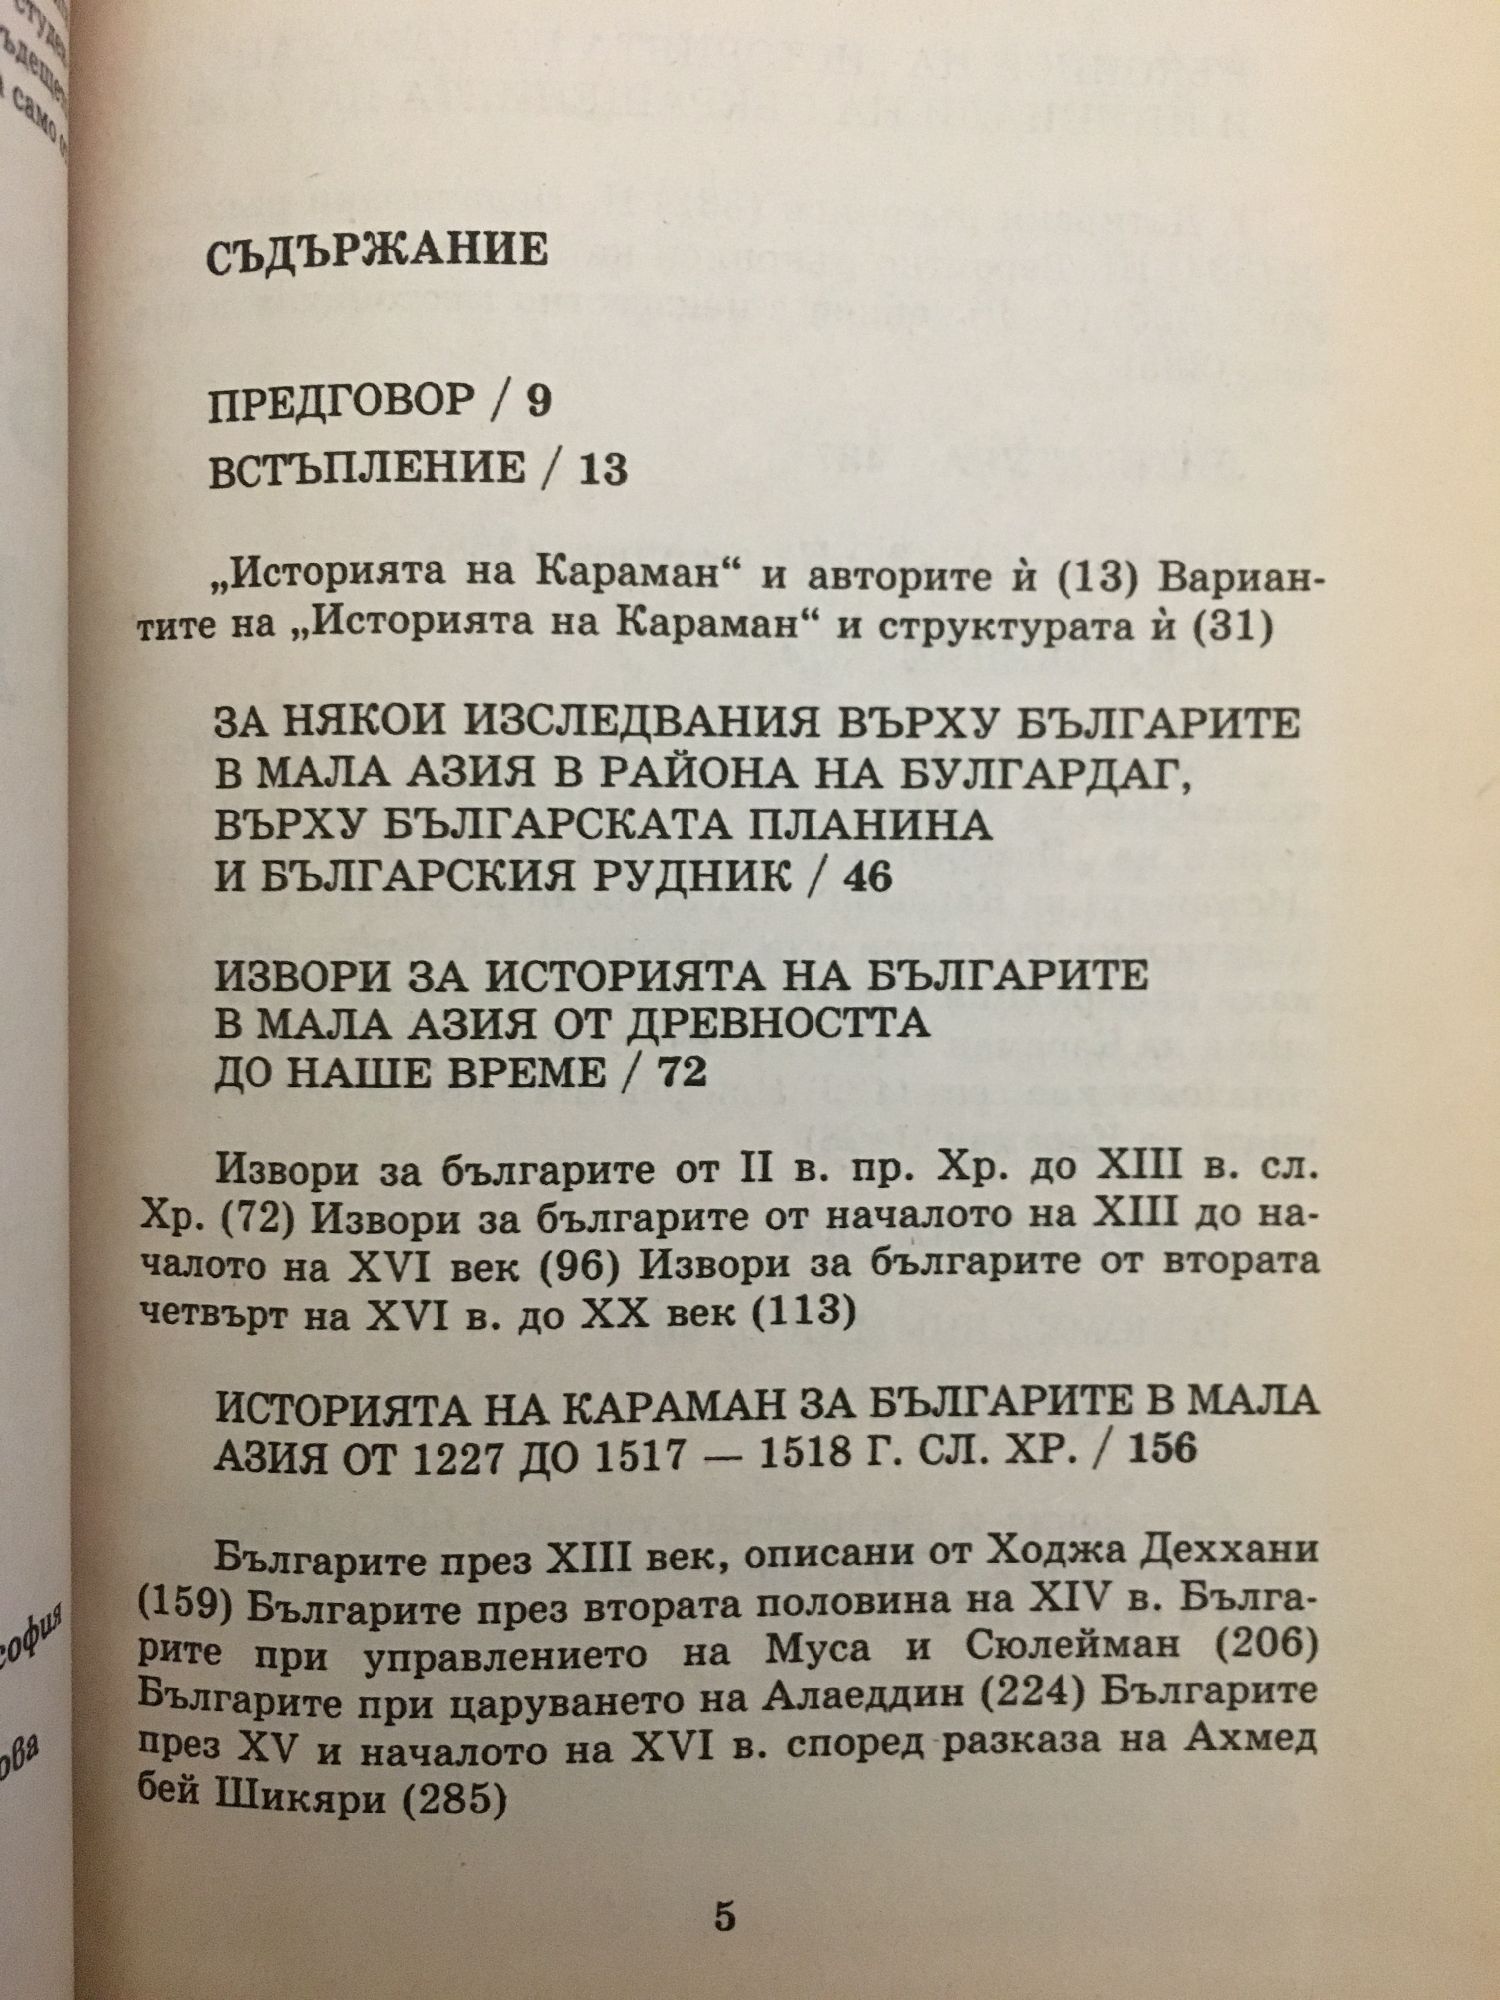 СЪДЪРЖАНИЕ
ПРЕДГОВОР / 9
ВСТЪПЛЕНИЕ / 13
„Историята на Караман“ и авторите ѝ (13) Вариан-
тите на „Историята на Караман“ и структурата ѝ (31)
ЗА НЯКОИ ИЗСЛЕДВАНИЯ ВЪРХУ БЪЛГАРИТЕ
В МАЛА АЗИЯ В РАЙОНА НА БУЛГАРДАГ,
ВЪРХУ БЪЛГАРСКАТА ПЛАНИНА
И БЪЛГАРСКИЯ РУДНИК / 46
ИЗВОРИ ЗА ИСТОРИЯТА НА БЪЛГАРИТЕ
В МАЛА АЗИЯ ОТ ДРЕВНОСТТА
ДО НАШЕ ВРЕМЕ / 72
Извори за българите от II в. пр. Хр. до XIII в. сл.
Хр. (72) Извори за българите от началото на XIII до на-
чалото на XVI век (96) Извори за българите от втората
четвърт на XVI в. до XX век (113)
ИСТОРИЯТА НА КАРАМАН ЗА БЪЛГАРИТЕ В МАЛА
АЗИЯ ОТ 1227 ДО 1517 — 1518 Г. СЛ. ХР. / 156
Българите през XIII век, описани от Ходжа Деххани
(159) Българите през втората половина на XIV в. Бълга-
рите при управлението на Муса и Сюлейман (206)
Българите при царуването на Алаеддин (224) Българите
през XV и началото на XVI в. според разказа на Ахмед
бей Шикяри (285)
5
само